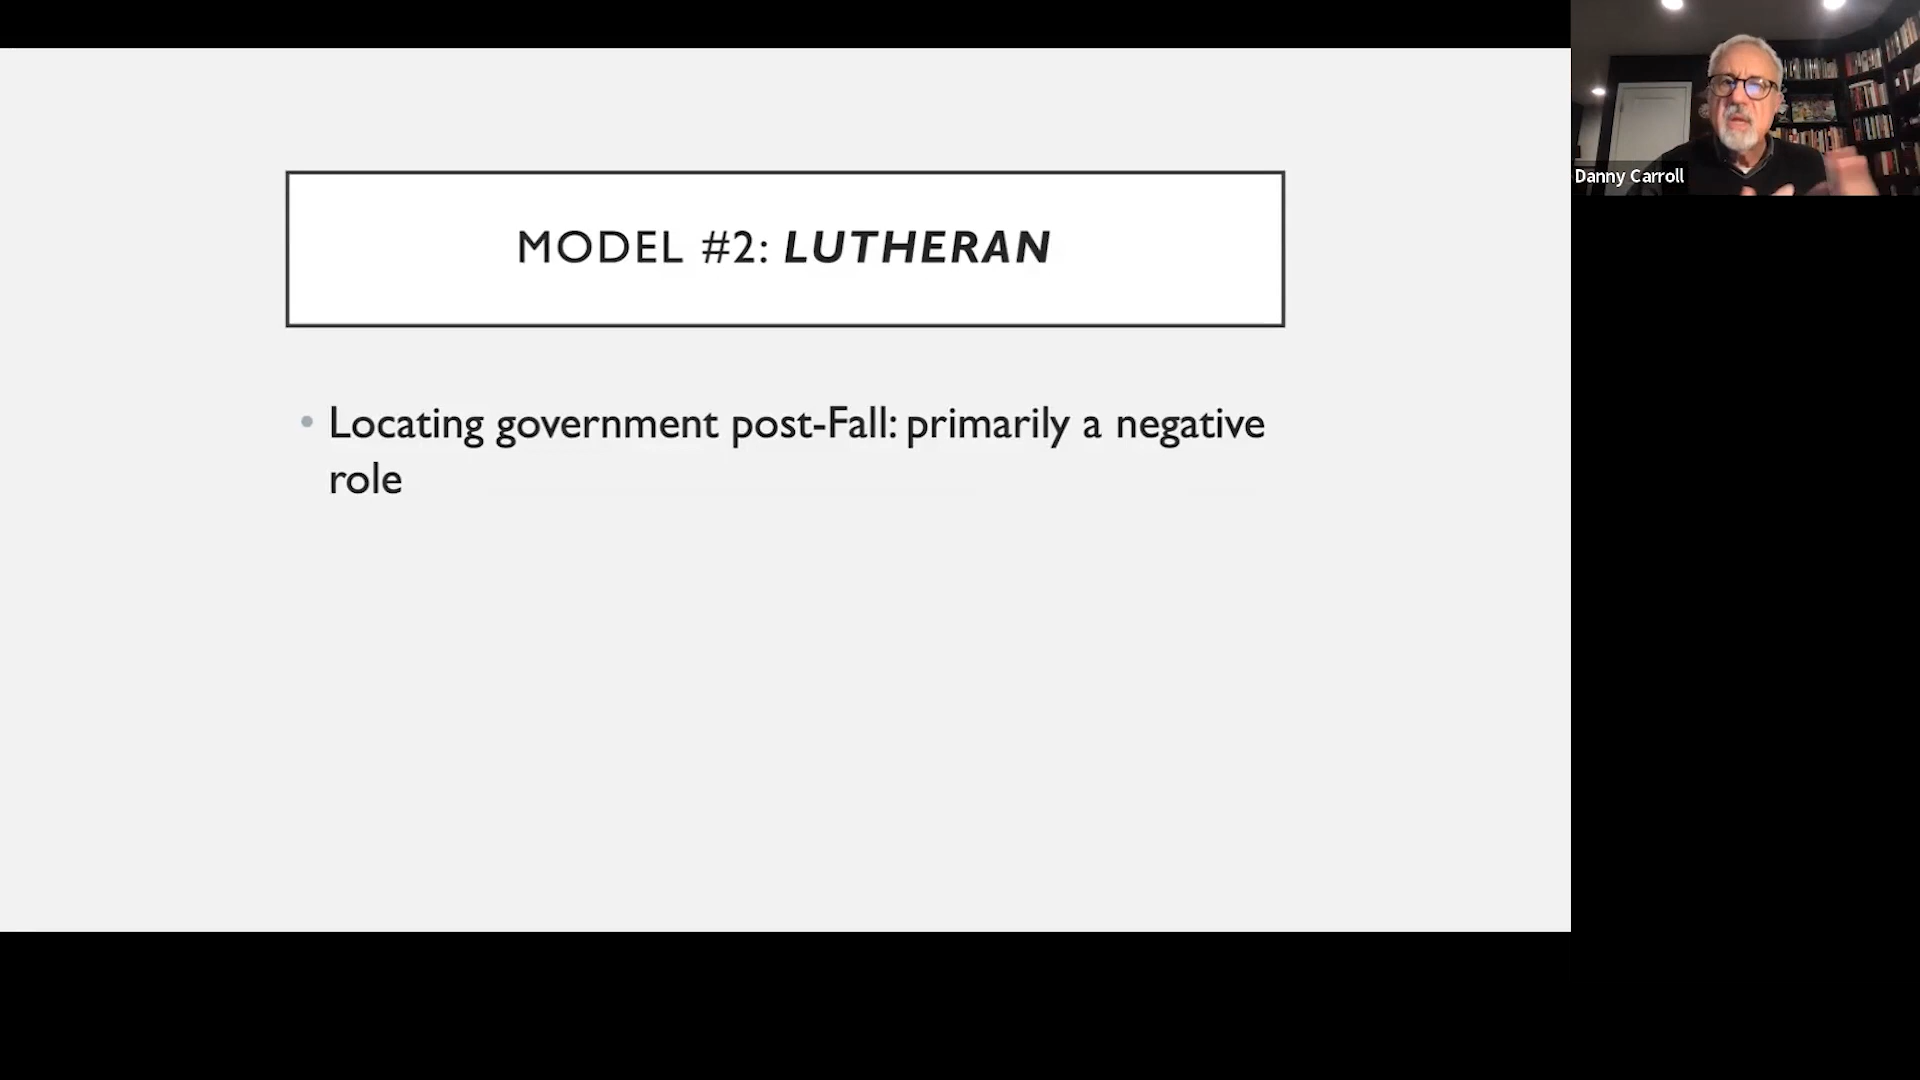 MODEL #2: LUTHERAN
• Locating government post-Fall: primarily a negative
role
Danny Carroll